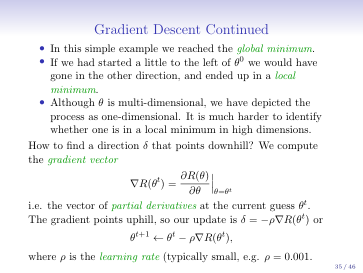 Gradient Descent Continued
• In this simple example we reached the global minimum.
• If we had started a little to the left of θ⁰ we would have
gone in the other direction, and ended up in a local
minimum.
• Although θ is multi-dimensional, we have depicted the
process as one-dimensional. It is much harder to identify
whether one is in a local minimum in high dimensions.
How to find a direction δ that points downhill? We compute
the gradient vector
∇R(θᵗ) = ∂R(θ)/∂θ |θ=θᵗ
i.e. the vector of partial derivatives at the current guess θᵗ.
The gradient points uphill, so our update is δ = −ρ∇R(θᵗ) or
θᵗ⁺¹ ← θᵗ − ρ∇R(θᵗ),
where ρ is the learning rate (typically small, e.g. ρ = 0.001.
35 / 46